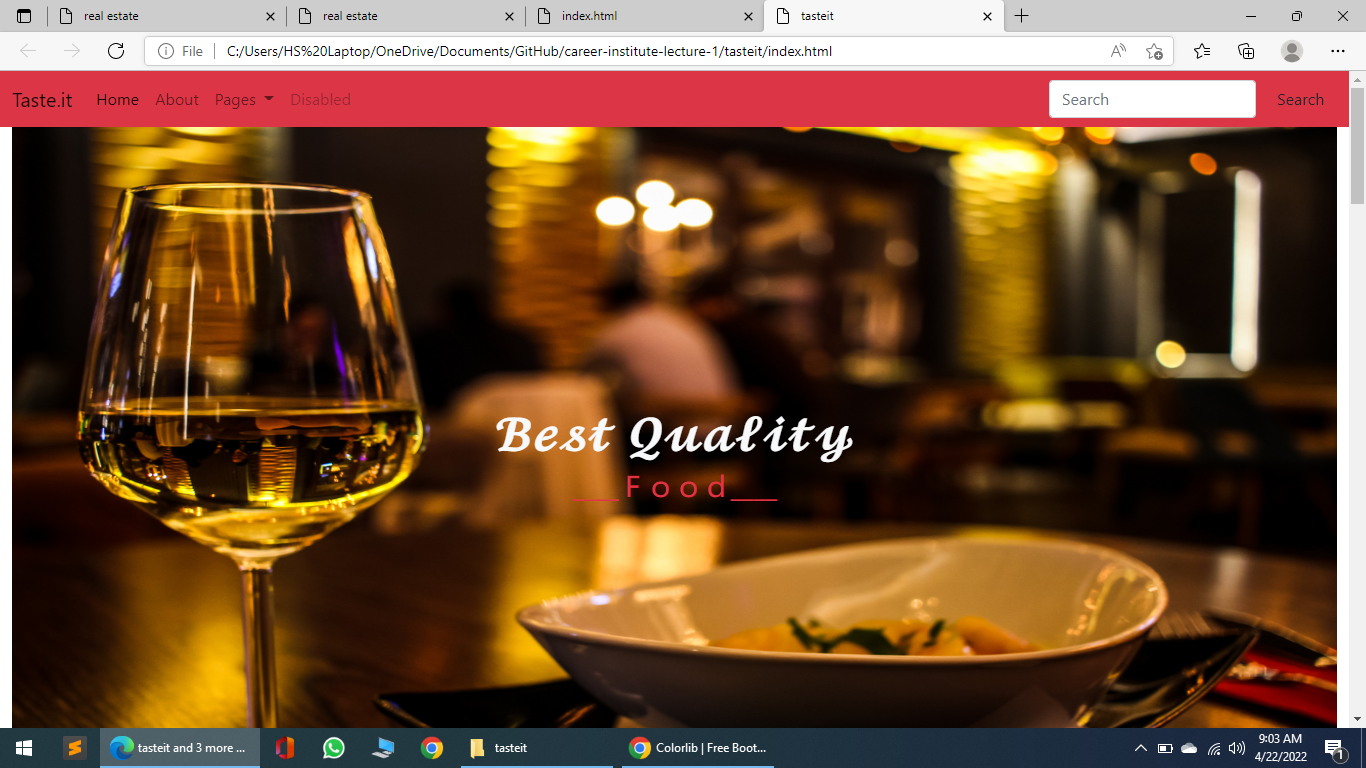 real estate
real estate
index.html
tasteit
File
C:/Users/HS%20Laptop/OneDrive/Documents/GitHub/career-institute-lecture-1/tasteit/index.html
Taste.it Home About Pages Disabled Search Search
Best Quality
___Food___
tasteit and 3 more ...
tasteit
Colorlib | Free Boot...
9:03 AM
4/22/2022
1